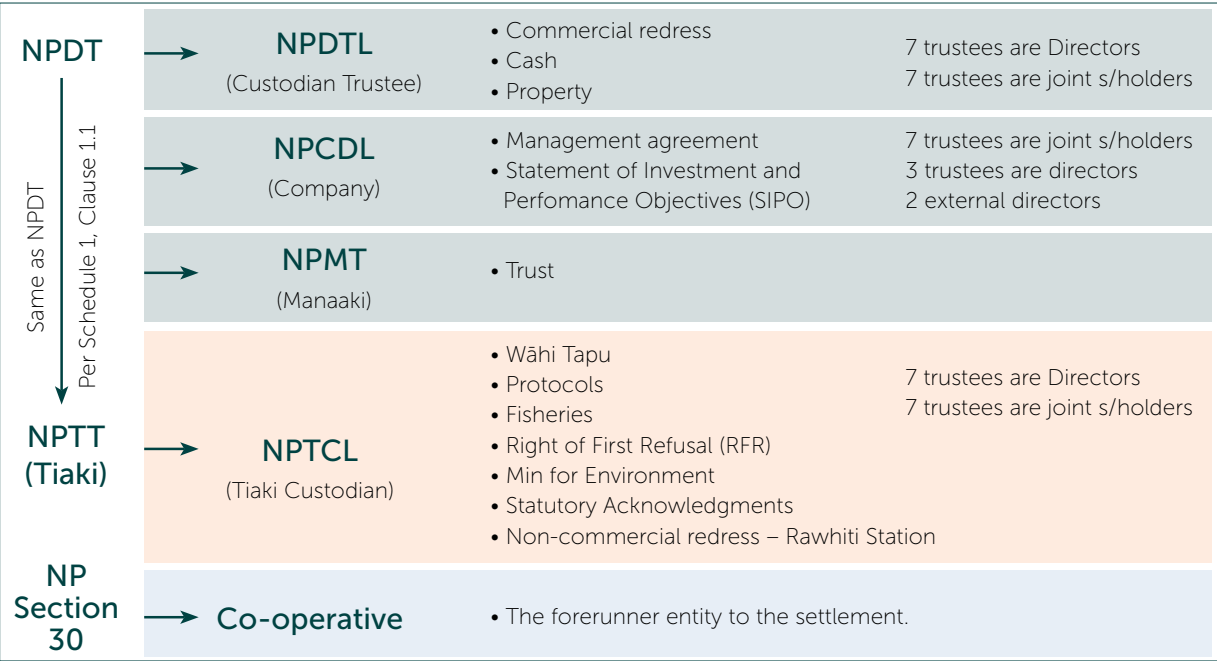 NPDT
NPDTL
(Custodian Trustee)
• Commercial redress
• Cash
• Property
7 trustees are Directors
7 trustees are joint s/holders
Same as NPDT
Per Schedule 1, Clause 1.1
NPCDL
(Company)
• Management agreement
• Statement of Investment and
Perfomance Objectives (SIPO)
7 trustees are joint s/holders
3 trustees are directors
2 external directors
NPMT
(Manaaki)
• Trust
NPTT
(Tiaki)
NPTCL
(Tiaki Custodian)
• Wāhi Tapu
• Protocols
• Fisheries
• Right of First Refusal (RFR)
• Min for Environment
• Statutory Acknowledgments
• Non-commercial redress – Rawhiti Station
7 trustees are Directors
7 trustees are joint s/holders
NP
Section
30
Co-operative
• The forerunner entity to the settlement.